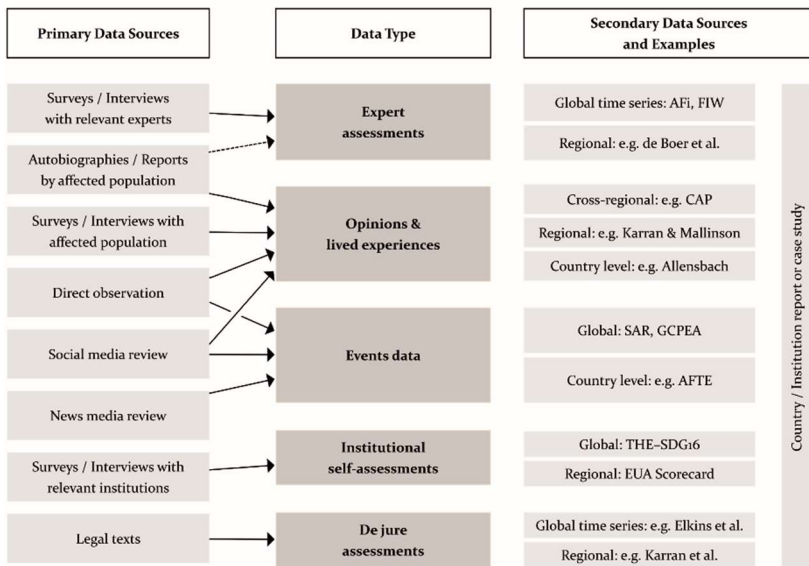 Primary Data Sources
Data Type
Secondary Data Sources
and Examples
Surveys / Interviews
with relevant experts
Autobiographies / Reports
by affected population
Surveys / Interviews with
affected population
Direct observation
Social media review
News media review
Surveys / Interviews with
relevant institutions
Legal texts
Expert
assessments
Opinions &
lived experiences
Events data
Institutional
self-assessments
De jure
assessments
Global time series: AFi, FIW
Regional: e.g. de Boer et al.
Cross-regional: e.g. CAP
Regional: e.g. Karran & Mallinson
Country level: e.g. Allensbach
Global: SAR, GCPEA
Country level: e.g. AFTE
Global: THE–SDG16
Regional: EUA Scorecard
Global time series: e.g. Elkins et al.
Regional: e.g. Karran et al.
Country / Institution report or case study